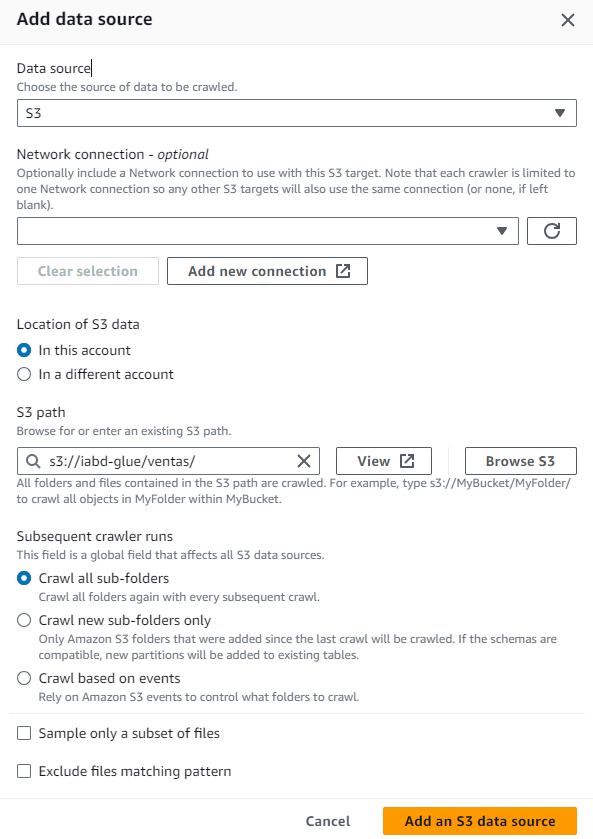 Add data source
Data source
Choose the source of data to be crawled.
S3
Network connection - optional
Optionally include a Network connection to use with this S3 target. Note that each crawler is limited to
one Network connection so any other S3 targets will also use the same connection (or none, if left
blank).
Clear selection
Add new connection
Location of S3 data
In this account
In a different account
S3 path
Browse for or enter an existing S3 path.
s3://iabd-glue/ventas/
View
Browse S3
All folders and files contained in the S3 path are crawled. For example, type s3://MyBucket/MyFolder/
to crawl all objects in MyFolder within MyBucket.
Subsequent crawler runs
This field is a global field that affects all S3 data sources.
Crawl all sub-folders
Crawl all folders again with every subsequent crawl.
Crawl new sub-folders only
Only Amazon S3 folders that were added since the last crawl will be crawled. If the schemas are
compatible, new partitions will be added to existing tables.
Crawl based on events
Rely on Amazon S3 events to control what folders to crawl.
Sample only a subset of files
Exclude files matching pattern
Cancel
Add an S3 data source